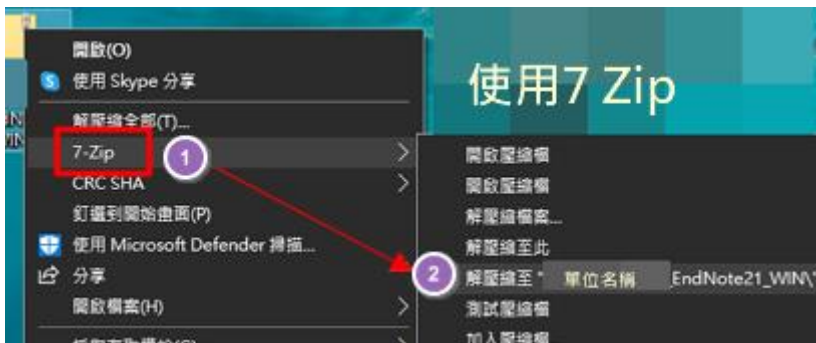 開啟(O)
使用 Skype 分享
解壓縮全部(T)...
7-Zip
1
CRC SHA
釘選到開始畫面(P)
使用 Microsoft Defender 掃描...
分享
開啟檔案(H)
使用7 Zip
開啟壓縮檔
開啟壓縮檔
解壓縮檔案...
解壓縮至此
2
解壓縮至 " 單位名稱 _EndNote21_WIN\"
測試壓縮檔
加入壓縮檔